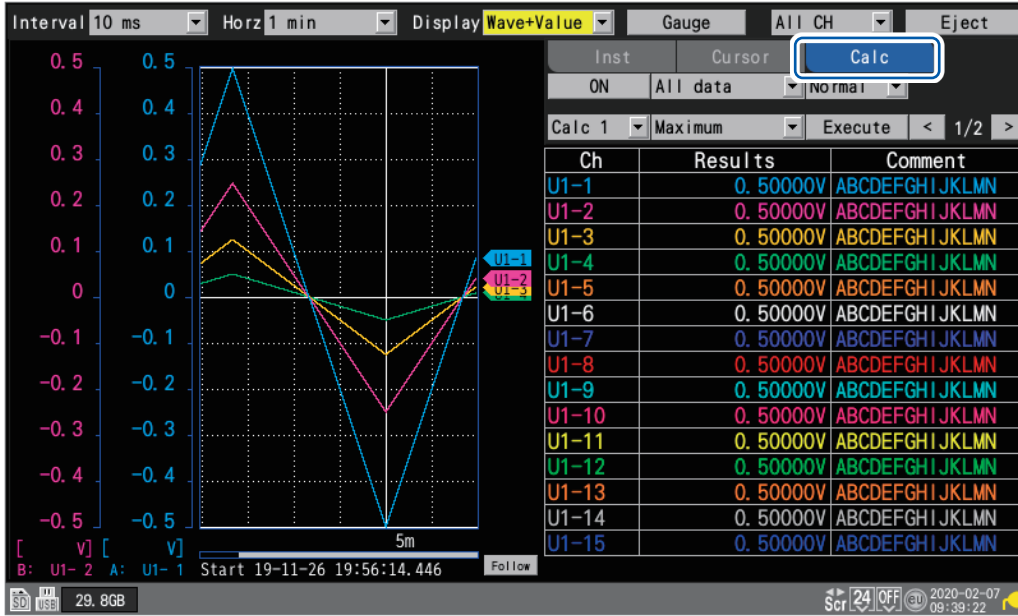 Interval 10 ms Horz 1 min Display Wave+Value Gauge All CH Eject
Inst Cursor Calc
ON All data Normal
Calc 1 Maximum Execute < 1/2 >
Ch Results Comment
U1-1 0.50000V ABCDEFGHIJKLMN
U1-2 0.50000V ABCDEFGHIJKLMN
U1-3 0.50000V ABCDEFGHIJKLMN
U1-4 0.50000V ABCDEFGHIJKLMN
U1-5 0.50000V ABCDEFGHIJKLMN
U1-6 0.50000V ABCDEFGHIJKLMN
U1-7 0.50000V ABCDEFGHIJKLMN
U1-8 0.50000V ABCDEFGHIJKLMN
U1-9 0.50000V ABCDEFGHIJKLMN
U1-10 0.50000V ABCDEFGHIJKLMN
U1-11 0.50000V ABCDEFGHIJKLMN
U1-12 0.50000V ABCDEFGHIJKLMN
U1-13 0.50000V ABCDEFGHIJKLMN
U1-14 0.50000V ABCDEFGHIJKLMN
U1-15 0.50000V ABCDEFGHIJKLMN
0.5 0.5
0.4 0.4
0.3 0.3
0.2 0.2
0.1 0.1
0 0
-0.1 -0.1
-0.2 -0.2
-0.3 -0.3
-0.4 -0.4
-0.5 -0.5
U1-1
U1-2
U1-3
5m
[ V] [ V]
B: U1- 2 A: U1- 1 Start 19-11-26 19:56:14.446 Follow
SD USB 29.8GB Scr 24 OFF EU 2020-02-07
09:39:22